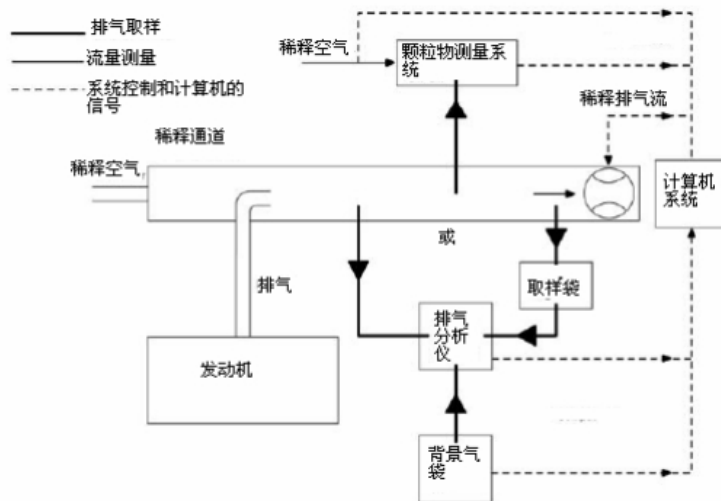 排气取样
流量测量
系统控制和计算机的
信号
稀释空气
颗粒物测量系
统
稀释排气流
稀释通道
稀释空气
计算机
系统
或
排气
取样袋
排气
分析
仪
发动机
背景气
袋